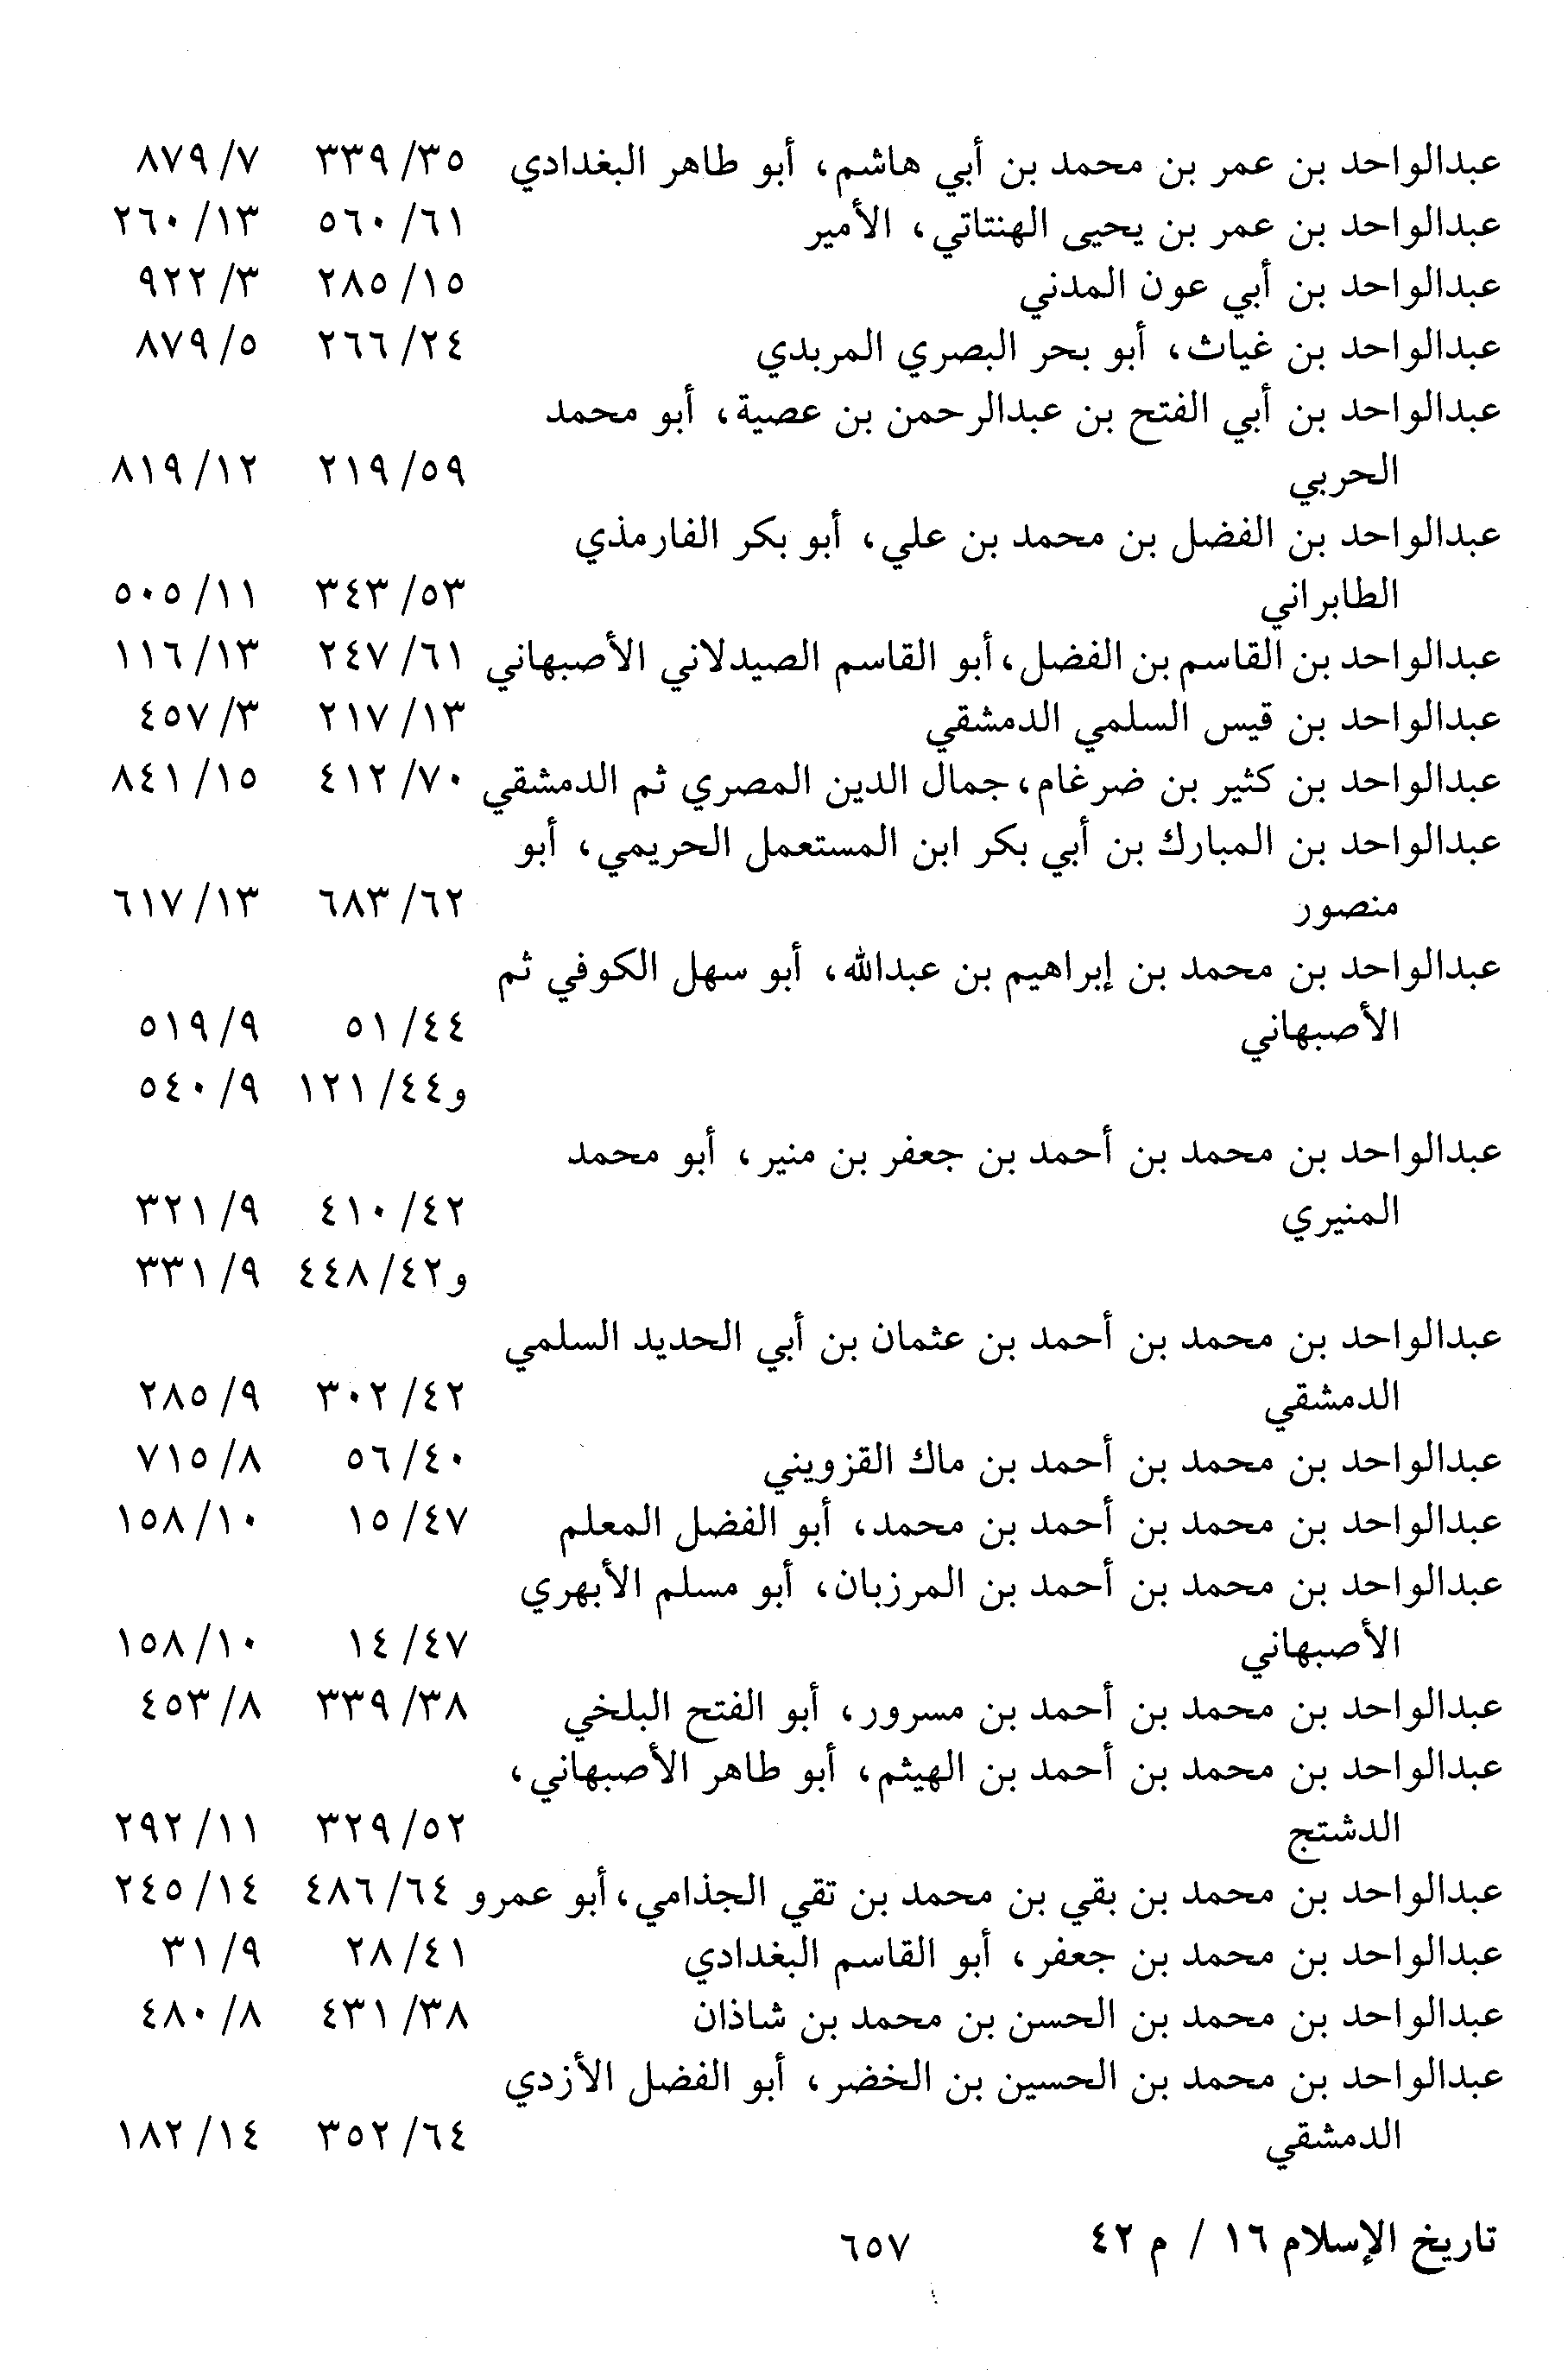 عبدالواحد بن عمر بن محمد بن أبي هاشم، أبو طاهر البغدادي ٣٥/ ٣٣٩ ٧/ ٨٧٩
عبدالواحد بن عمر بن يحيى الهنتاتي، الأمير ٦١/ ٥٦٠ ١٣/ ٢٦٠
عبدالواحد بن أبي عون المدني ١٥/ ٢٨٥ ٣/ ٩٢٢
عبدالواحد بن غياث، أبو بحر البصري المربدي ٢٤/ ٢٦٦ ٥/ ٨٧٩
عبدالواحد بن أبي الفتح بن عبدالرحمن بن عصية، أبو محمد
الحربي ٥٩/ ٢١٩ ١٢/ ٨١٩
عبدالواحد بن الفضل بن محمد بن علي، أبو بكر الفارمذي
الطابراني ٥٣/ ٣٤٣ ١١/ ٥٠٥
عبدالواحد بن القاسم بن الفضل، أبو القاسم الصيدلاني الأصبهاني ٦١/ ٢٤٧ ١٣/ ١١٦
عبدالواحد بن قيس السلمي الدمشقي ١٣/ ٢١٧ ٣/ ٤٥٧
عبدالواحد بن كثير بن ضرغام، جمال الدين المصري ثم الدمشقي ٧٠/ ٤١٢ ١٥/ ٨٤١
عبدالواحد بن المبارك بن أبي بكر ابن المستعمل الحريمي، أبو
منصور ٦٢/ ٦٨٣ ١٣/ ٦١٧
عبدالواحد بن محمد بن إبراهيم بن عبدالله، أبو سهل الكوفي ثم
الأصبهاني ٤٤/ ٥١ ٩/ ٥١٩
و٤٤/ ١٢١ ٩/ ٥٤٠
عبدالواحد بن محمد بن أحمد بن جعفر بن منير، أبو محمد
المنيري ٤٢/ ٤١٠ ٩/ ٣٢١
و٤٢/ ٤٤٨ ٩/ ٣٣١
عبدالواحد بن محمد بن أحمد بن عثمان بن أبي الحديد السلمي
الدمشقي ٤٢/ ٣٠٢ ٩/ ٢٨٥
عبدالواحد بن محمد بن أحمد بن ماك القزويني ٤٠/ ٥٦ ٨/ ٧١٥
عبدالواحد بن محمد بن أحمد بن محمد، أبو الفضل المعلم ٤٧/ ١٥ ١٠/ ١٥٨
عبدالواحد بن محمد بن أحمد بن المرزبان، أبو مسلم الأبهري
الأصبهاني ٤٧/ ١٤ ١٠/ ١٥٨
عبدالواحد بن محمد بن أحمد بن مسرور، أبو الفتح البلخي ٣٨/ ٣٣٩ ٨/ ٤٥٣
عبدالواحد بن محمد بن أحمد بن الهيثم، أبو طاهر الأصبهاني،
الدشتج ٥٢/ ٣٢٩ ١١/ ٢٩٢
عبدالواحد بن محمد بن بقي بن محمد بن تقي الجذامي، أبو عمرو ٦٤/ ٤٨٦ ١٤/ ٢٤٥
عبدالواحد بن محمد بن جعفر، أبو القاسم البغدادي ٤١/ ٢٨ ٩/ ٣١
عبدالواحد بن محمد بن الحسن بن محمد بن شاذان ٣٨/ ٤٣١ ٨/ ٤٨٠
عبدالواحد بن محمد بن الحسين بن الخضر، أبو الفضل الأزدي
الدمشقي ٦٤/ ٣٥٢ ١٤/ ١٨٢
تاريخ الإسلام ١٦ / م ٤٢ ٦٥٧